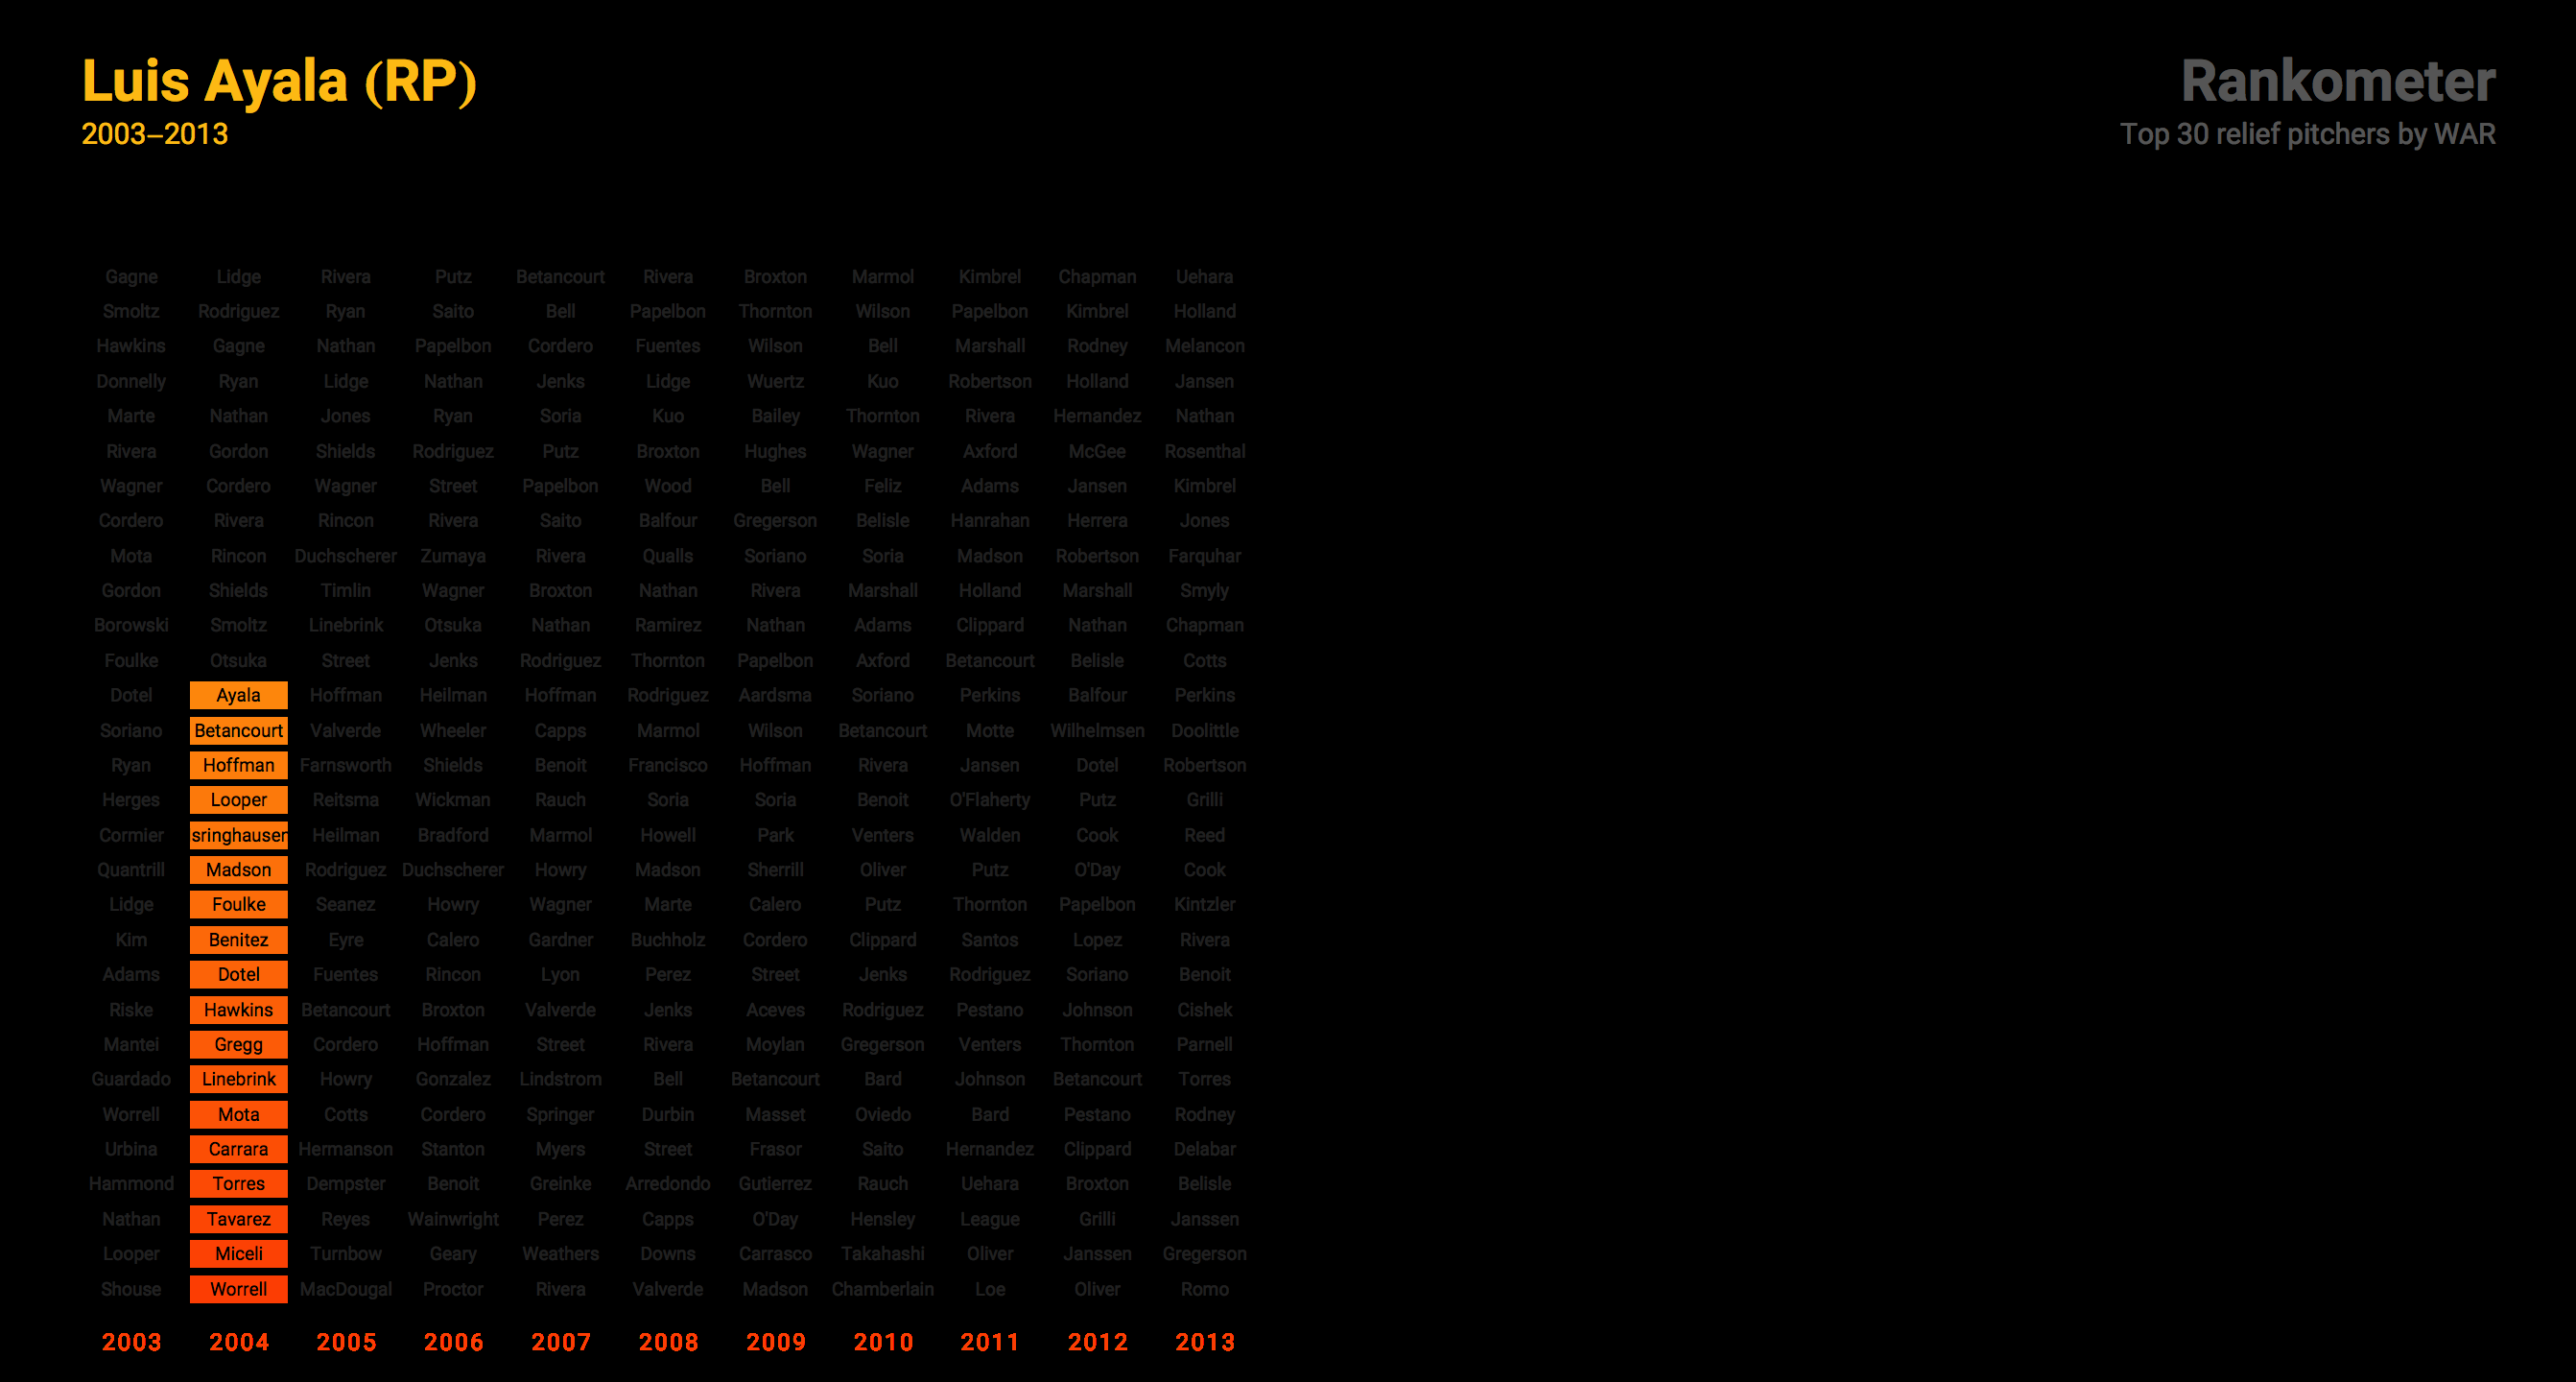 Luis Ayala (RP)
2003–2013
Rankometer
Top 30 relief pitchers by WAR
Gagne Lidge Rivera Putz Betancourt Rivera Broxton Marmol Kimbrel Chapman Uehara
Smoltz Rodriguez Ryan Saito Bell Papelbon Thornton Wilson Papelbon Kimbrel Holland
Hawkins Gagne Nathan Papelbon Cordero Fuentes Wilson Bell Marshall Rodney Melancon
Donnelly Ryan Lidge Nathan Jenks Lidge Wuertz Kuo Robertson Holland Jansen
Marte Nathan Jones Ryan Soria Kuo Bailey Thornton Rivera Hernandez Nathan
Rivera Gordon Shields Rodriguez Putz Broxton Hughes Wagner Axford McGee Rosenthal
Wagner Cordero Wagner Street Papelbon Wood Bell Feliz Adams Jansen Kimbrel
Cordero Rivera Rincon Rivera Saito Balfour Gregerson Belisle Hanrahan Herrera Jones
Mota Rincon Duchscherer Zumaya Rivera Qualls Soriano Soria Madson Robertson Farquhar
Gordon Shields Timlin Wagner Broxton Nathan Rivera Marshall Holland Marshall Smyly
Borowski Smoltz Linebrink Otsuka Nathan Ramirez Nathan Adams Clippard Nathan Chapman
Foulke Otsuka Street Jenks Rodriguez Thornton Papelbon Axford Betancourt Belisle Cotts
Dotel Ayala Hoffman Heilman Hoffman Rodriguez Aardsma Soriano Perkins Balfour Perkins
Soriano Betancourt Valverde Wheeler Capps Marmol Wilson Betancourt Motte Wilhelmsen Doolittle
Ryan Hoffman Farnsworth Shields Benoit Francisco Hoffman Rivera Jansen Dotel Robertson
Herges Looper Reitsma Wickman Rauch Soria Soria Benoit O'Flaherty Putz Grilli
Cormier sringhauser Heilman Bradford Marmol Howell Park Venters Walden Cook Reed
Quantrill Madson Rodriguez Duchscherer Howry Madson Sherrill Oliver Putz O'Day Cook
Lidge Foulke Seanez Howry Wagner Marte Calero Putz Thornton Papelbon Kintzler
Kim Benitez Eyre Calero Gardner Buchholz Cordero Clippard Santos Lopez Rivera
Adams Dotel Fuentes Rincon Lyon Perez Street Jenks Rodriguez Soriano Benoit
Riske Hawkins Betancourt Broxton Valverde Jenks Aceves Rodriguez Pestano Johnson Cishek
Mantei Gregg Cordero Hoffman Street Rivera Moylan Gregerson Venters Thornton Parnell
Guardado Linebrink Howry Gonzalez Lindstrom Bell Betancourt Bard Johnson Betancourt Torres
Worrell Mota Cotts Cordero Springer Durbin Masset Oviedo Bard Pestano Rodney
Urbina Carrara Hermanson Stanton Myers Street Frasor Saito Hernandez Clippard Delabar
Hammond Torres Dempster Benoit Greinke Arredondo Gutierrez Rauch Uehara Broxton Belisle
Nathan Tavarez Reyes Wainwright Perez Capps O'Day Hensley League Grilli Janssen
Looper Miceli Turnbow Geary Weathers Downs Carrasco Takahashi Oliver Janssen Gregerson
Shouse Worrell MacDougal Proctor Rivera Valverde Madson Chamberlain Loe Oliver Romo
2003 2004 2005 2006 2007 2008 2009 2010 2011 2012 2013